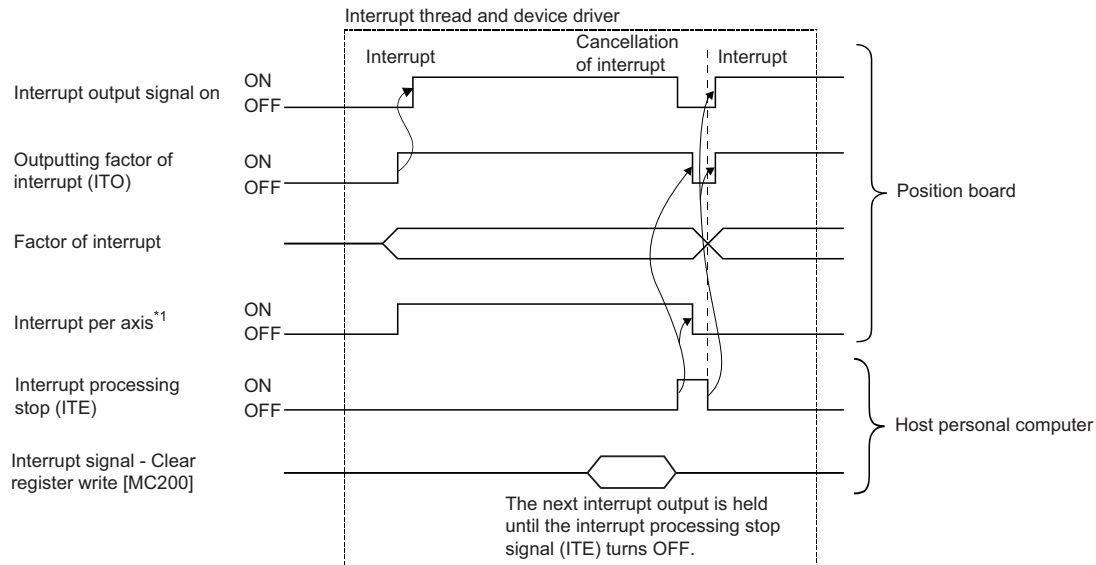 Interrupt thread and device driver
Interrupt
Cancellation
of interrupt
Interrupt
Interrupt output signal on
ON
OFF
Outputting factor of
interrupt (ITO)
ON
OFF
Position board
Factor of interrupt
Interrupt per axis*1
ON
OFF
Interrupt processing
stop (ITE)
ON
OFF
Host personal computer
Interrupt signal - Clear
register write [MC200]
The next interrupt output is held
until the interrupt processing stop
signal (ITE) turns OFF.